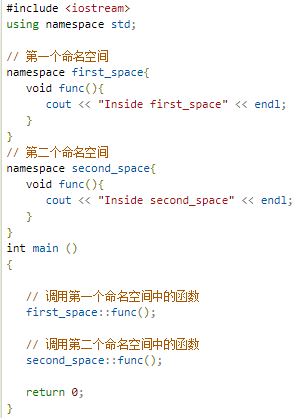 #include <iostream>
using namespace std;

// 第一个命名空间
namespace first_space{
   void func(){
      cout << "Inside first_space" << endl;
   }
}
// 第二个命名空间
namespace second_space{
   void func(){
      cout << "Inside second_space" << endl;
   }
}
int main ()
{

   // 调用第一个命名空间中的函数
   first_space::func();

   // 调用第二个命名空间中的函数
   second_space::func();

   return 0;
}